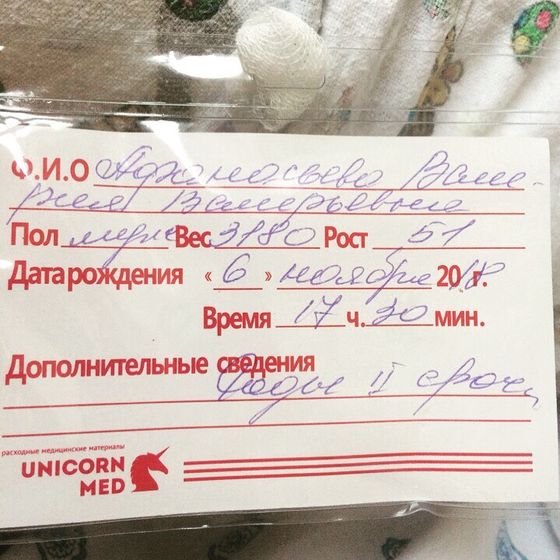 Ф.И.О Афанасьева Вале-
рия Валерьевна
Пол муж Вес 3180 Рост 51
Дата рождения «6» ноября 2018 г.
Время 17 ч. 30 мин.
Дополнительные сведения
Роды II срочн
расходные медицинские материалы
UNICORN
MED